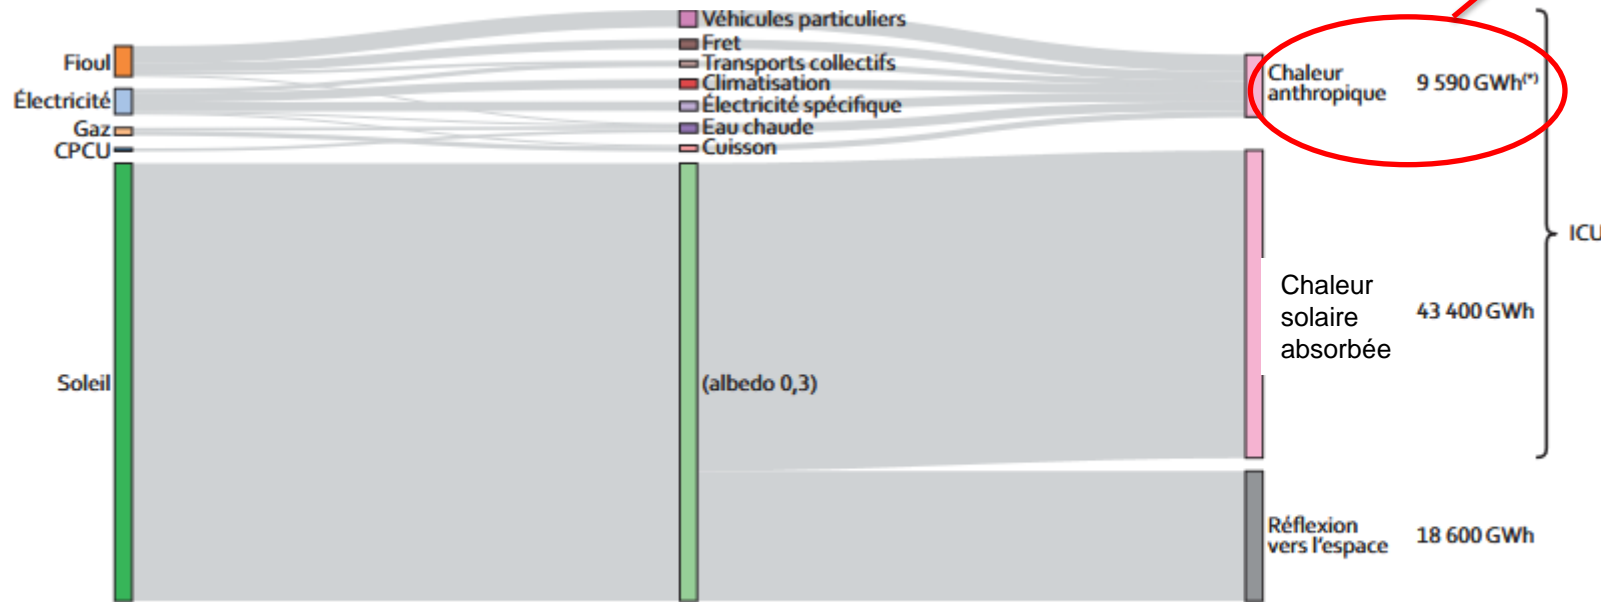 Fioul
Électricité
Gaz
CPCU
Soleil
Véhicules particuliers
Fret
Transports collectifs
Climatisation
Électricité spécifique
Eau chaude
Cuisson
(albedo 0,3)
Chaleur
anthropique
9 590 GWh(*)
Chaleur
solaire
absorbée
43 400 GWh
Réflexion
vers l'espace
18 600 GWh
ICU